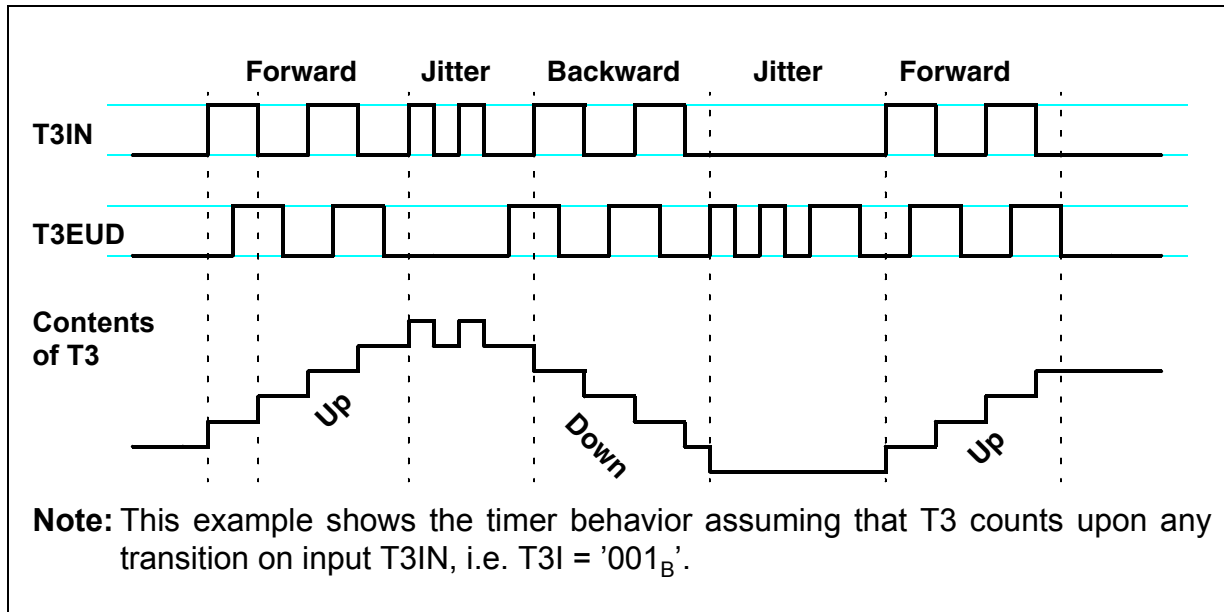 Forward Jitter Backward Jitter Forward
T3IN
T3EUD
Contents
of T3
Up
Down
Up
Note: This example shows the timer behavior assuming that T3 counts upon any
transition on input T3IN, i.e. T3I = ’001B’.